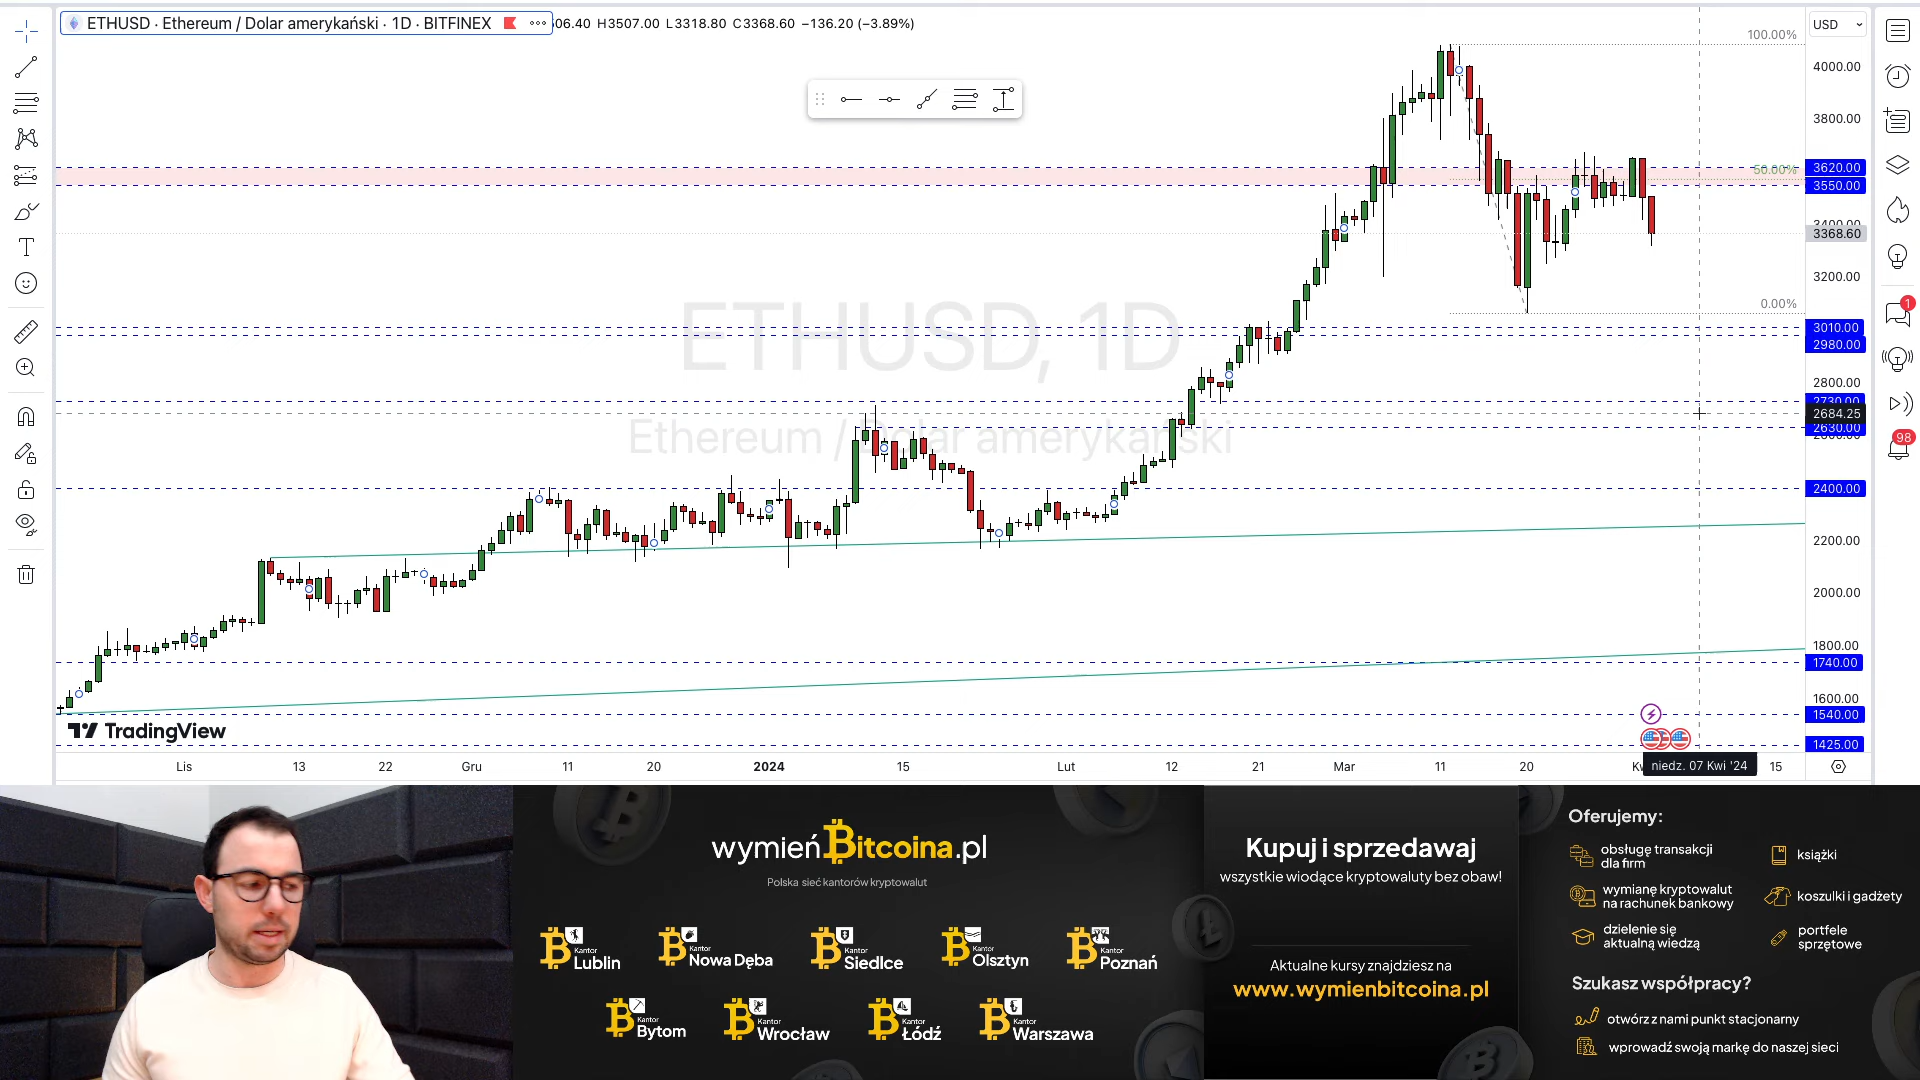 ETHUSD · Ethereum / Dolar amerykański · 1D · BITFINEX
06.40 H3507.00 L3318.80 C3368.60 −136.20 (−3.89%)
USD
100.00%
4000.00
3800.00
3620.00
50.00%
3550.00
3400.00
3368.60
3200.00
0.00%
3010.00
2980.00
ETHUSD, 1D
2800.00
2730.00
2684.25
2630.00
2600.00
Ethereum / Dolar amerykański
2400.00
2200.00
2000.00
1800.00
1740.00
1600.00
1540.00
1425.00
1
98
TradingView
Lis 13 22 Gru 11 20 2024 15 Lut 12 21 Mar 11 20 niedz. 07 Kwi '24 15
wymieńBitcoina.pl
Polska sieć kantorów kryptowalut
Kantor Lublin
Kantor Nowa Dęba
Kantor Siedlce
Kantor Olsztyn
Kantor Poznań
Kantor Bytom
Kantor Wrocław
Kantor Łódź
Kantor Warszawa
Kupuj i sprzedawaj
wszystkie wiodące kryptowaluty bez obaw!
Aktualne kursy znajdziesz na
www.wymienbitcoina.pl
Oferujemy:
obsługę transakcji
dla firm
książki
wymianę kryptowalut
na rachunek bankowy
koszulki i gadżety
dzielenie się
aktualną wiedzą
portfele
sprzętowe
Szukasz współpracy?
otwórz z nami punkt stacjonarny
wprowadź swoją markę do naszej sieci